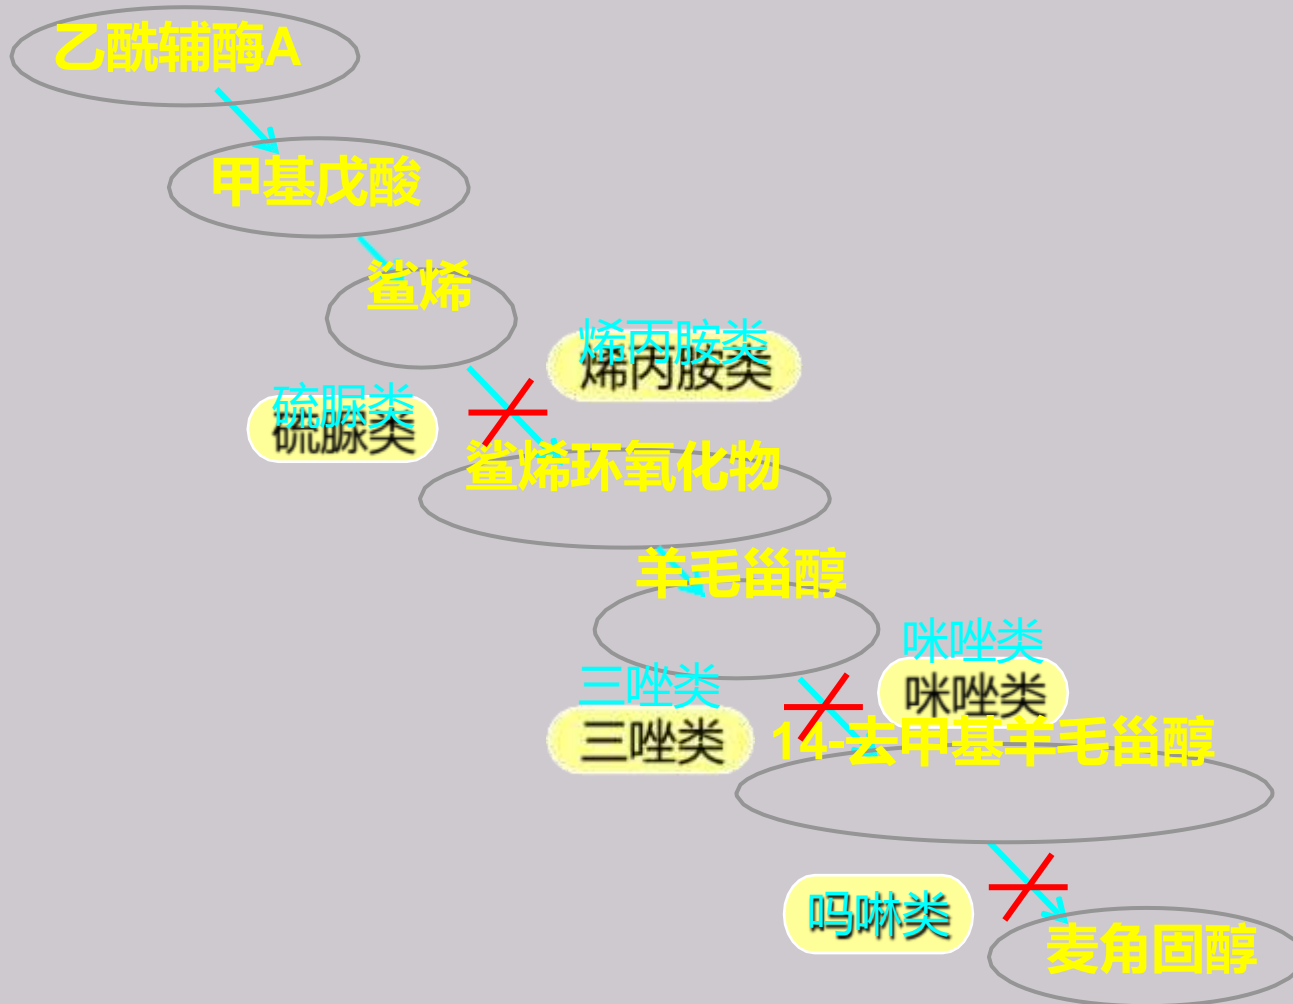 乙酰辅酶A
甲基戊酸
鲨烯
烯丙胺类
烯丙胺类
硫脲类
硫脲类
鲨烯环氧化物
羊毛甾醇
咪唑类
咪唑类
三唑类
三唑类
14-去甲基羊毛甾醇
吗啉类
麦角固醇